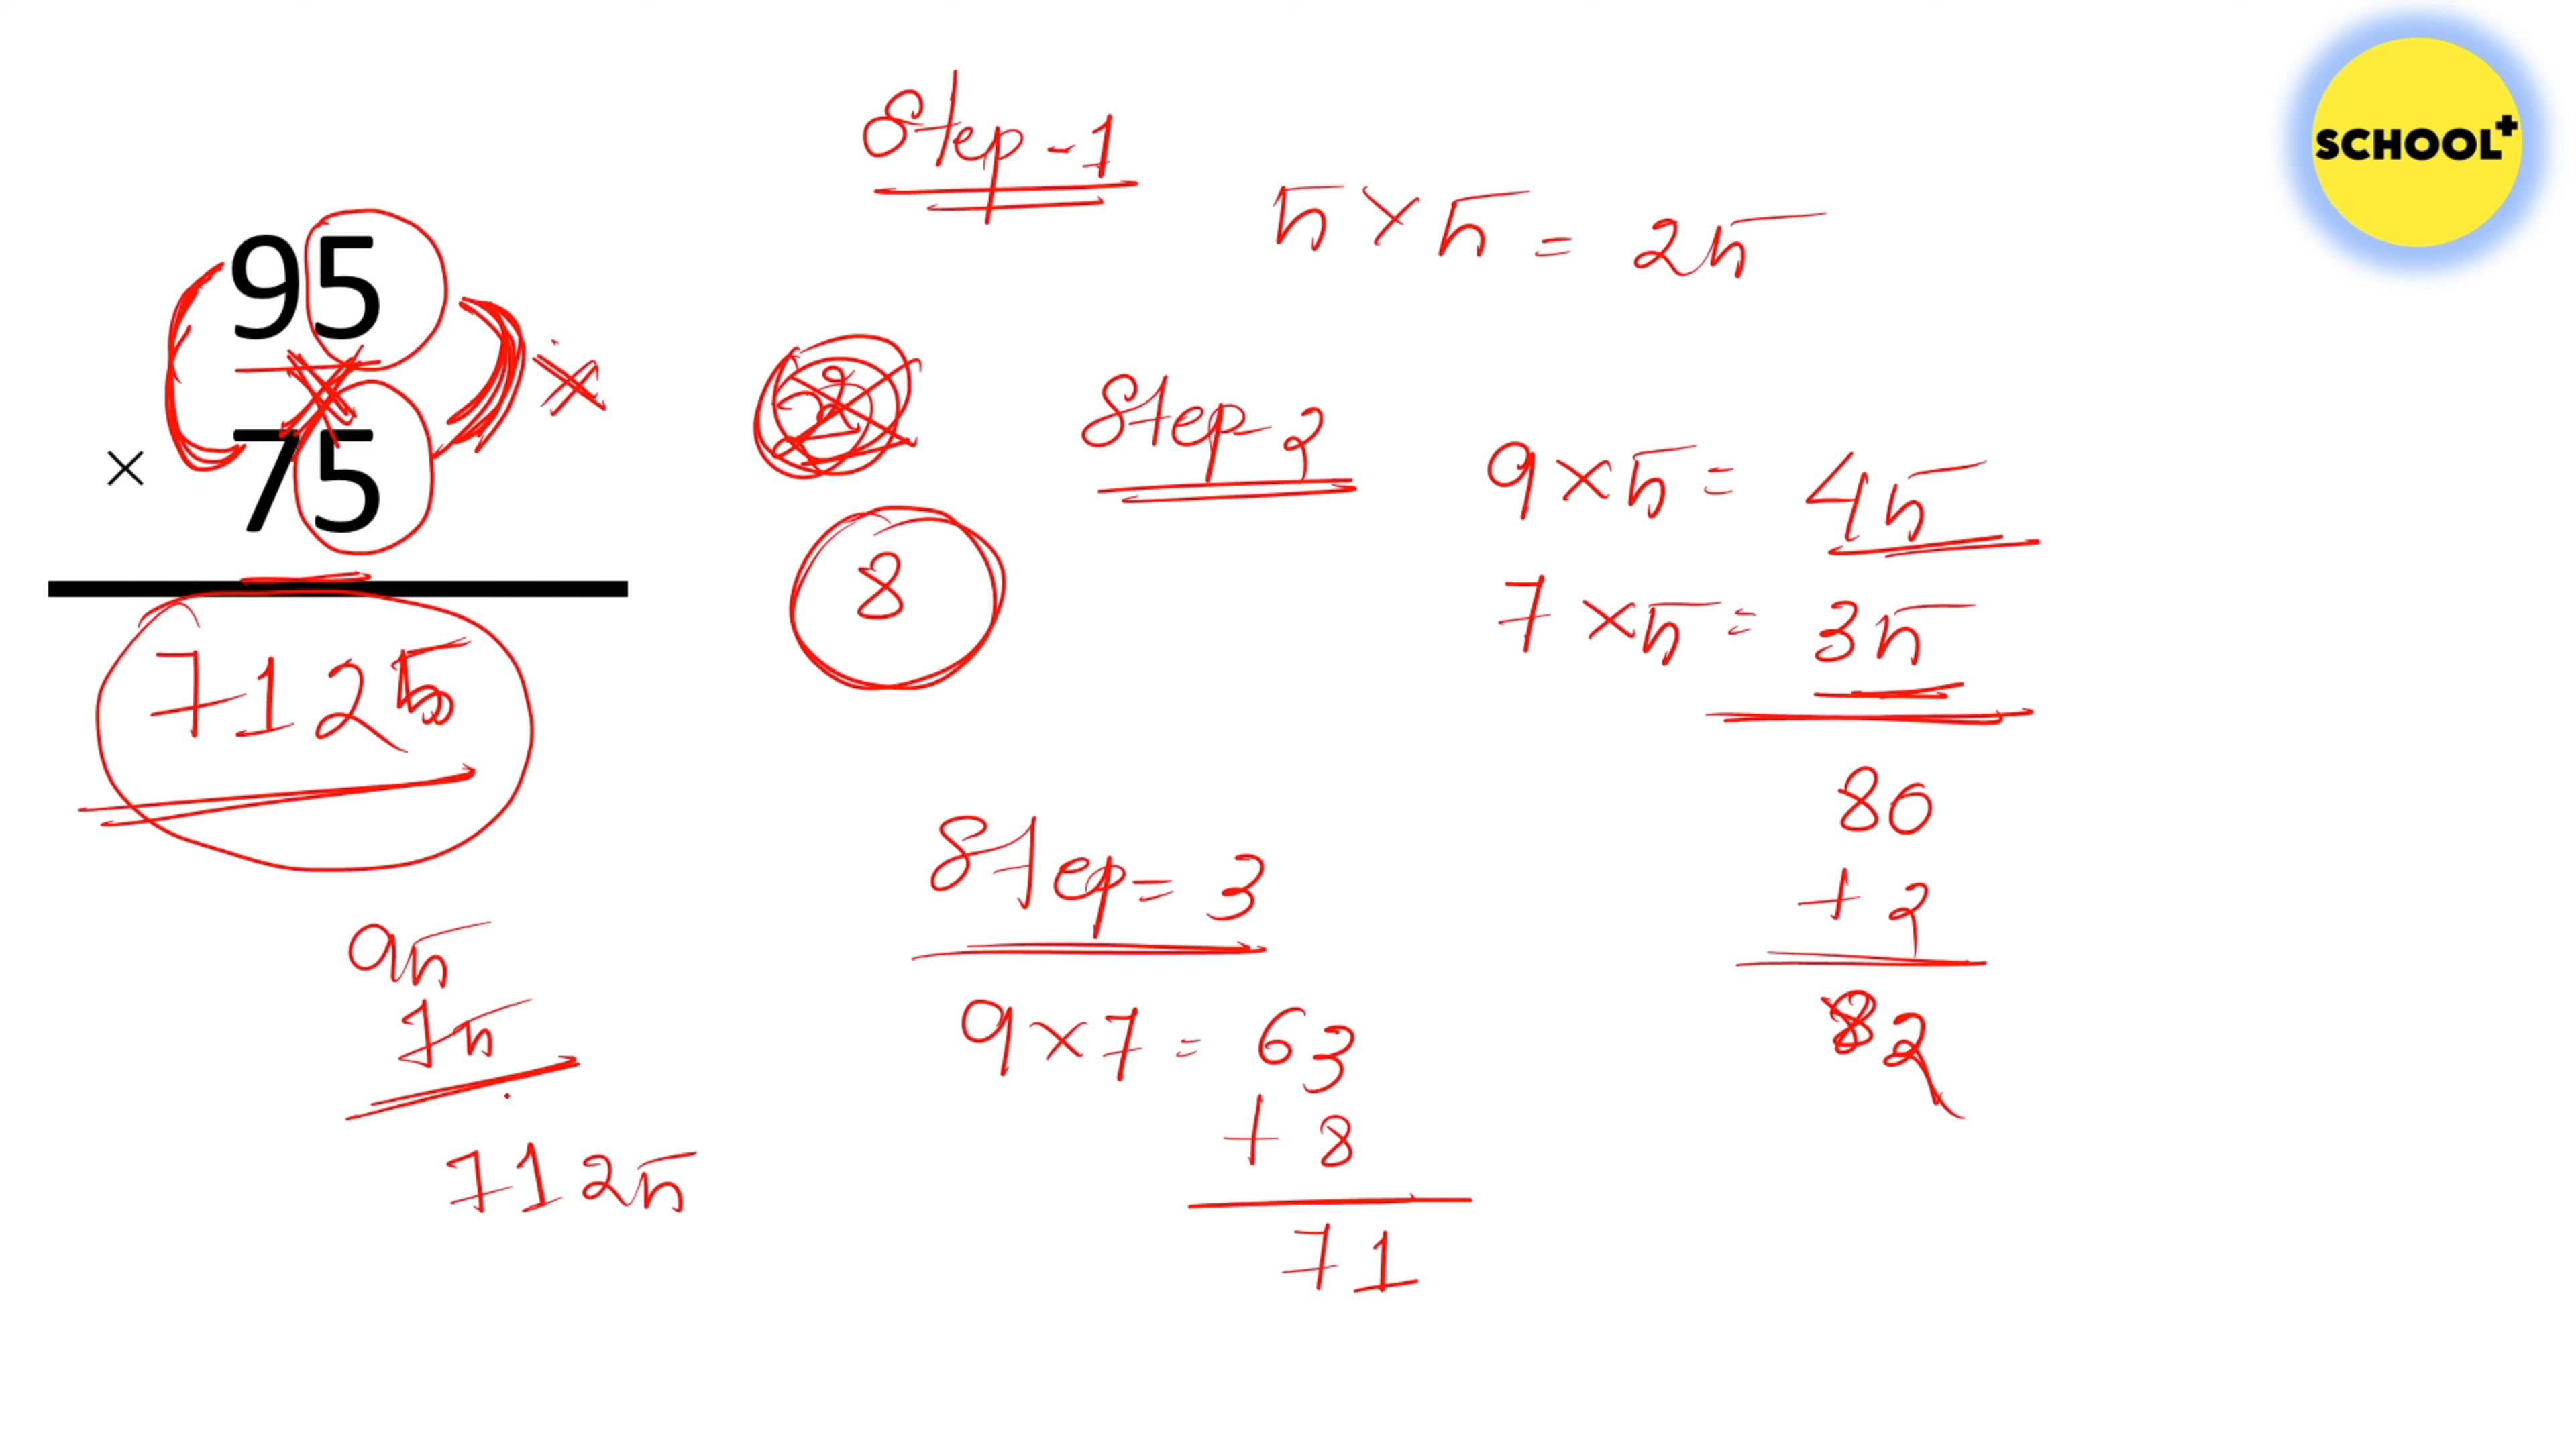 SCHOOL+
Step-1
5 × 5 = 25
95
× 75
7125
2
8
Step-2
9 × 5 = 45
7 × 5 = 35
80
+ 2
82
Step = 3
9 × 7 = 63
+ 8
71
95
75
7125
×